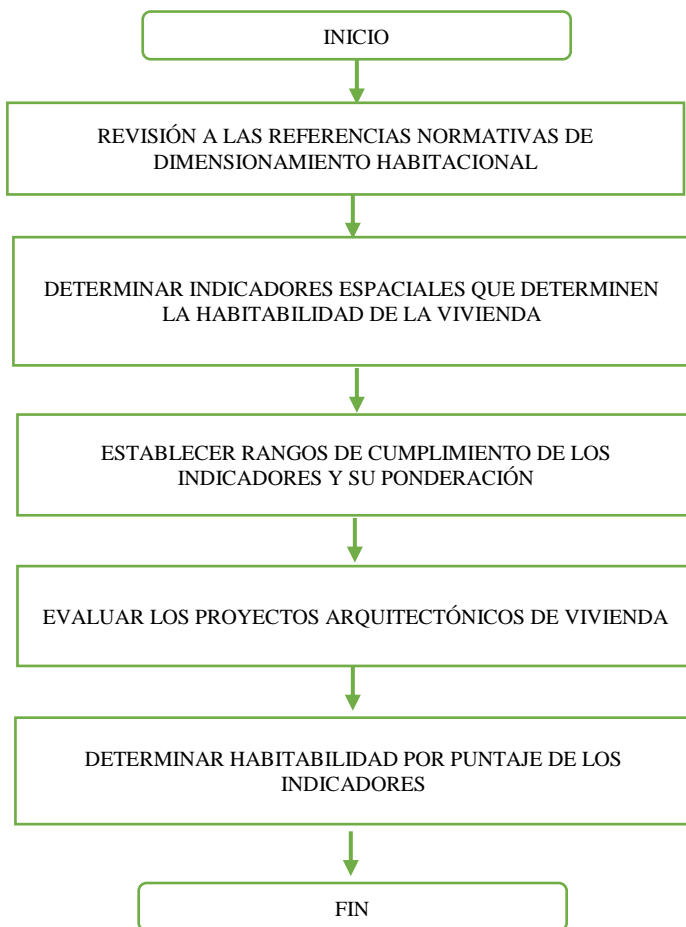 INICIO
REVISIÓN A LAS REFERENCIAS NORMATIVAS DE
DIMENSIONAMIENTO HABITACIONAL
DETERMINAR INDICADORES ESPACIALES QUE DETERMINEN
LA HABITABILIDAD DE LA VIVIENDA
ESTABLECER RANGOS DE CUMPLIMIENTO DE LOS
INDICADORES Y SU PONDERACIÓN
EVALUAR LOS PROYECTOS ARQUITECTÓNICOS DE VIVIENDA
DETERMINAR HABITABILIDAD POR PUNTAJE DE LOS
INDICADORES
FIN